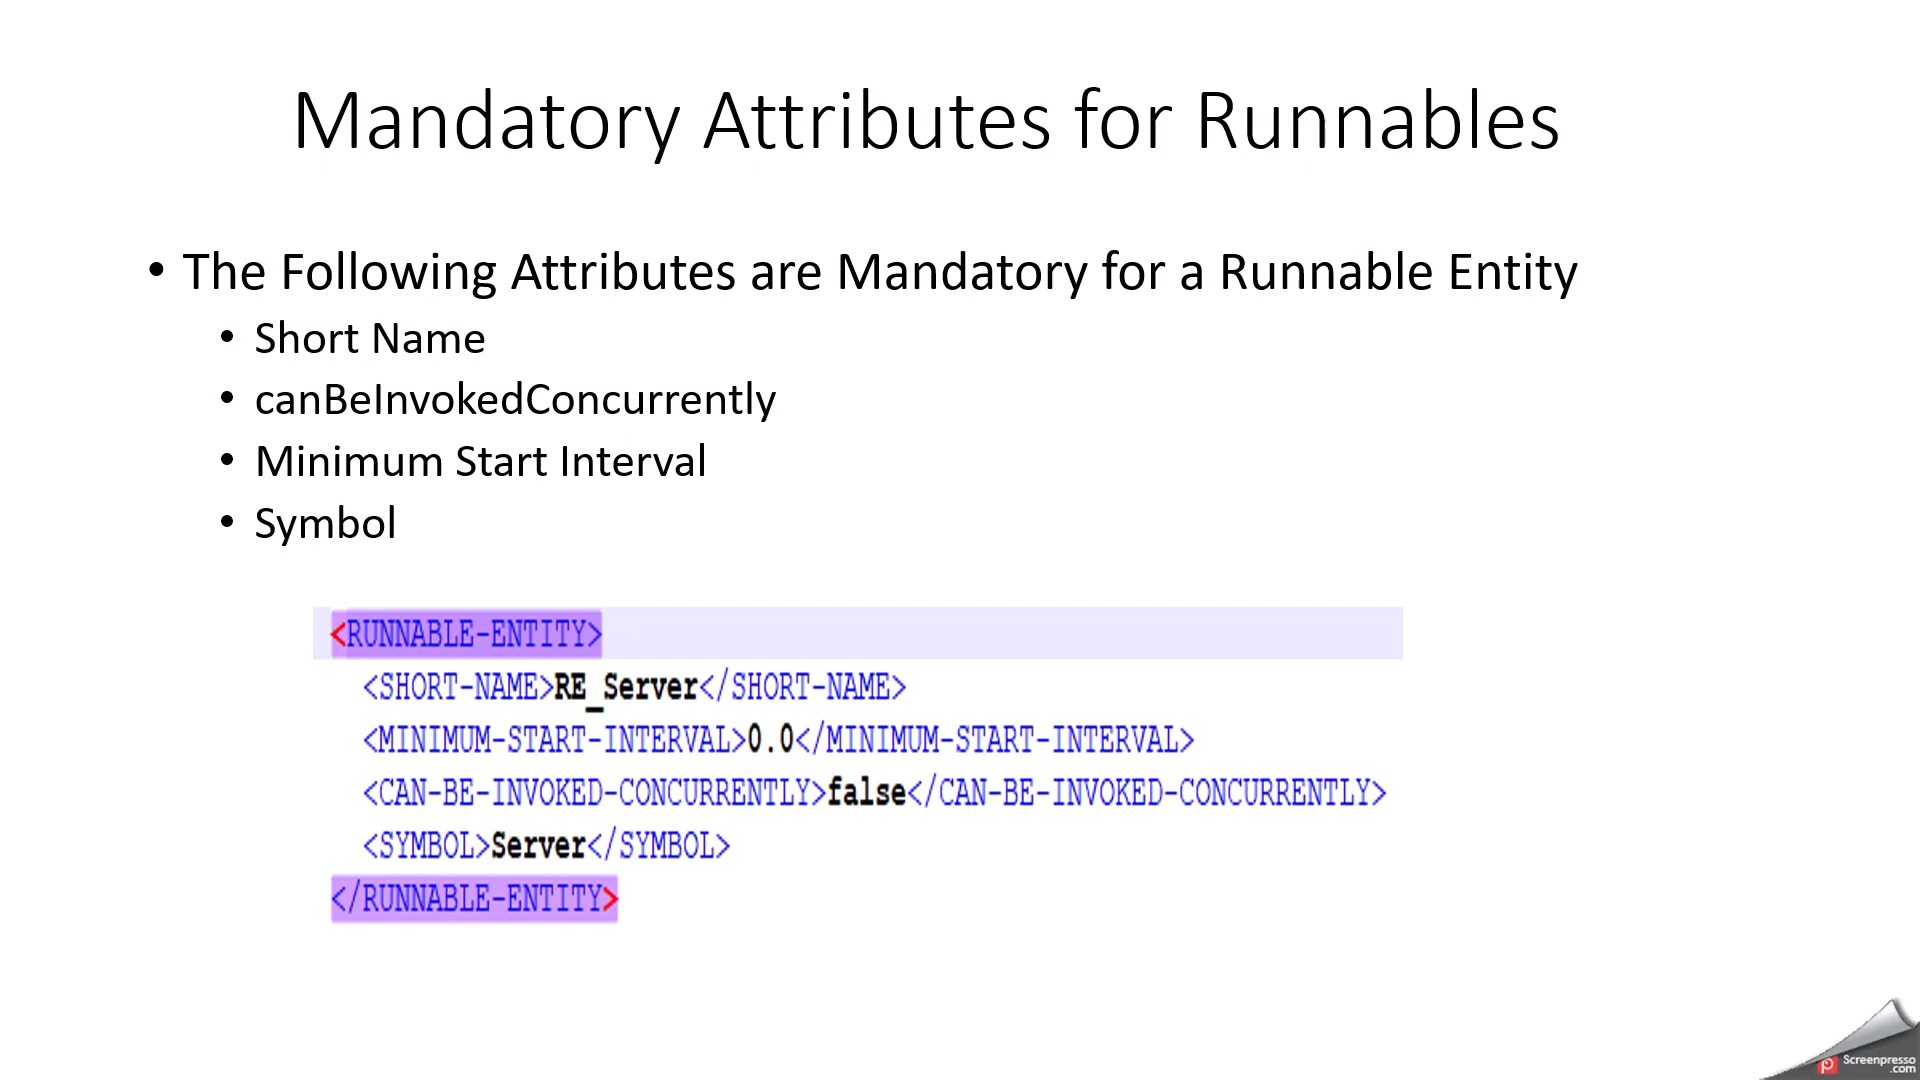 Mandatory Attributes for Runnables
• The Following Attributes are Mandatory for a Runnable Entity
• Short Name
• canBeInvokedConcurrently
• Minimum Start Interval
• Symbol
<RUNNABLE-ENTITY>
<SHORT-NAME>RE_Server</SHORT-NAME>
<MINIMUM-START-INTERVAL>0.0</MINIMUM-START-INTERVAL>
<CAN-BE-INVOKED-CONCURRENTLY>false</CAN-BE-INVOKED-CONCURRENTLY>
<SYMBOL>Server</SYMBOL>
</RUNNABLE-ENTITY>
Screenpresso
.com